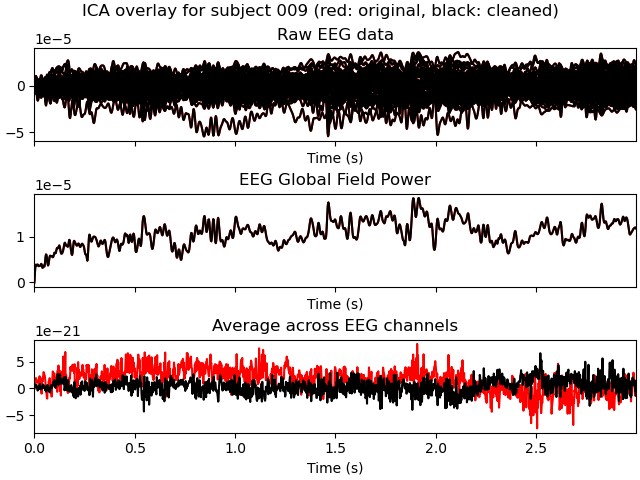 ICA overlay for subject 009 (red: original, black: cleaned)
Raw EEG data
1e−5
0
−5
Time (s)
EEG Global Field Power
1e−5
1
0
Time (s)
Average across EEG channels
1e−21
5
0
−5
0.0 0.5 1.0 1.5 2.0 2.5
Time (s)